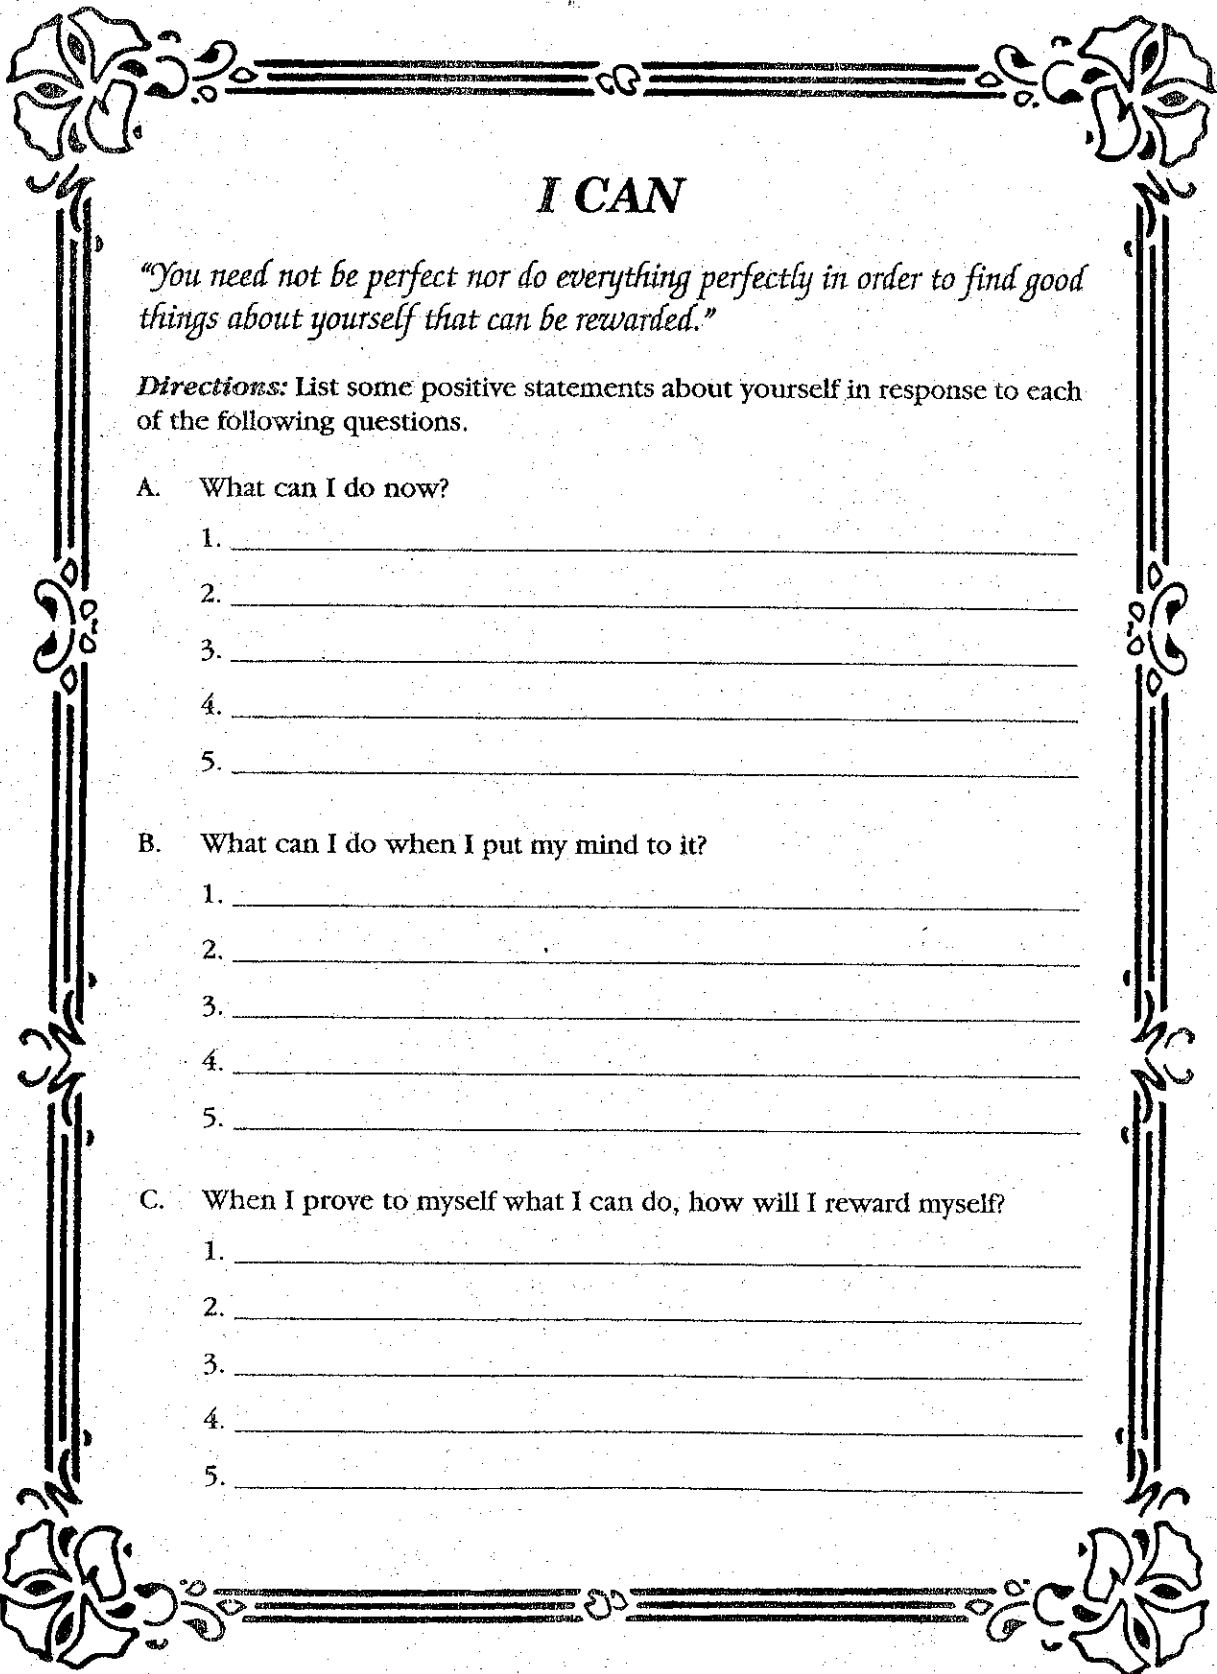 I CAN
“You need not be perfect nor do everything perfectly in order to find good
things about yourself that can be rewarded.”
Directions: List some positive statements about yourself in response to each
of the following questions.
A. What can I do now?
1.
2.
3.
4.
5.
B. What can I do when I put my mind to it?
1.
2.
3.
4.
5.
C. When I prove to myself what I can do, how will I reward myself?
1.
2.
3.
4.
5.